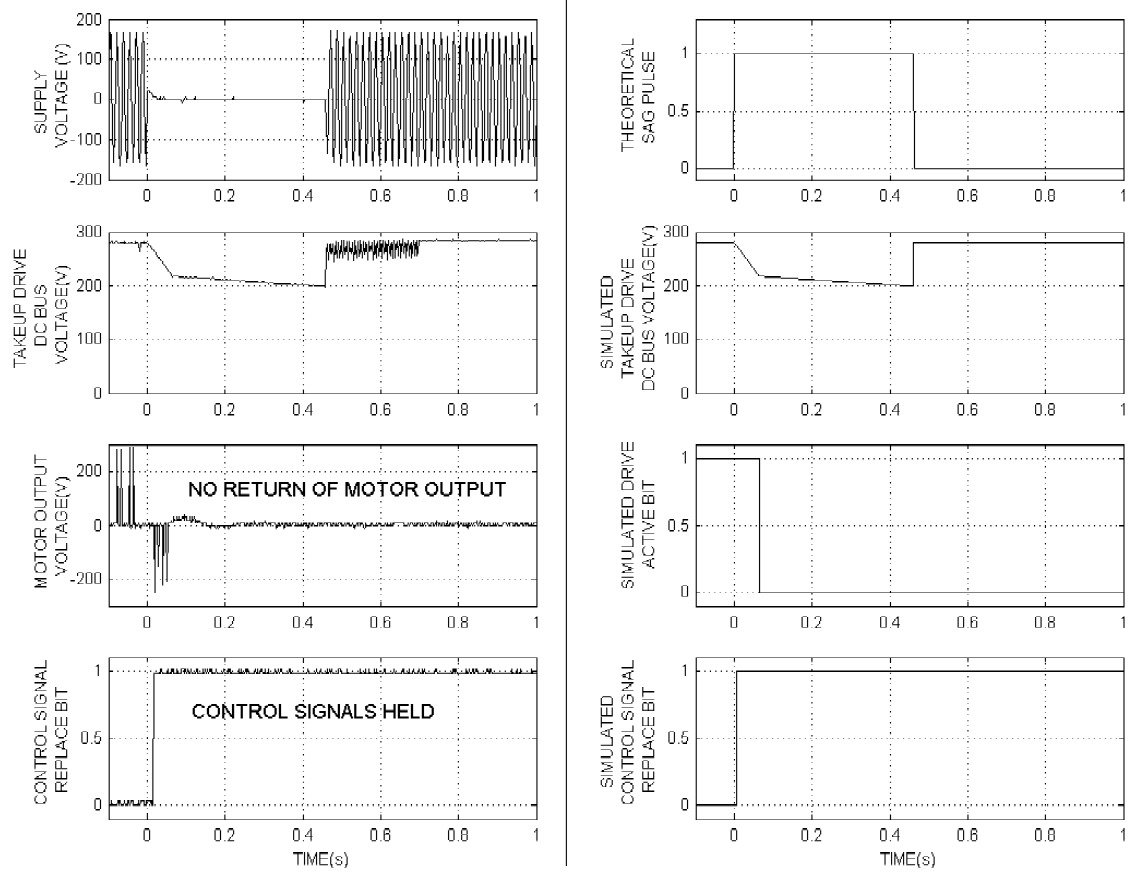 SUPPLY
VOLTAGE (V)
200
100
0
-100
-200
0 0.2 0.4 0.6 0.8 1
THEORETICAL
SAG PULSE
1
0.5
0
0 0.2 0.4 0.6 0.8 1
TAKEUP DRIVE
DC BUS
VOLTAGE(V)
300
200
100
0
0 0.2 0.4 0.6 0.8 1
SIMULATED
TAKEUP DRIVE
DC BUS VOLTAGE(V)
300
200
100
0
0 0.2 0.4 0.6 0.8 1
MOTOR OUTPUT
VOLTAGE(V)
200
0
-200
NO RETURN OF MOTOR OUTPUT
0 0.2 0.4 0.6 0.8 1
SIMULATED DRIVE
ACTIVE BIT
1
0.5
0
0 0.2 0.4 0.6 0.8 1
CONTROL SIGNAL
REPLACE BIT
1
0.5
0
CONTROL SIGNALS HELD
0 0.2 0.4 0.6 0.8 1
TIME(s)
SIMULATED
CONTROL SIGNAL
REPLACE BIT
1
0.5
0
0 0.2 0.4 0.6 0.8 1
TIME(s)